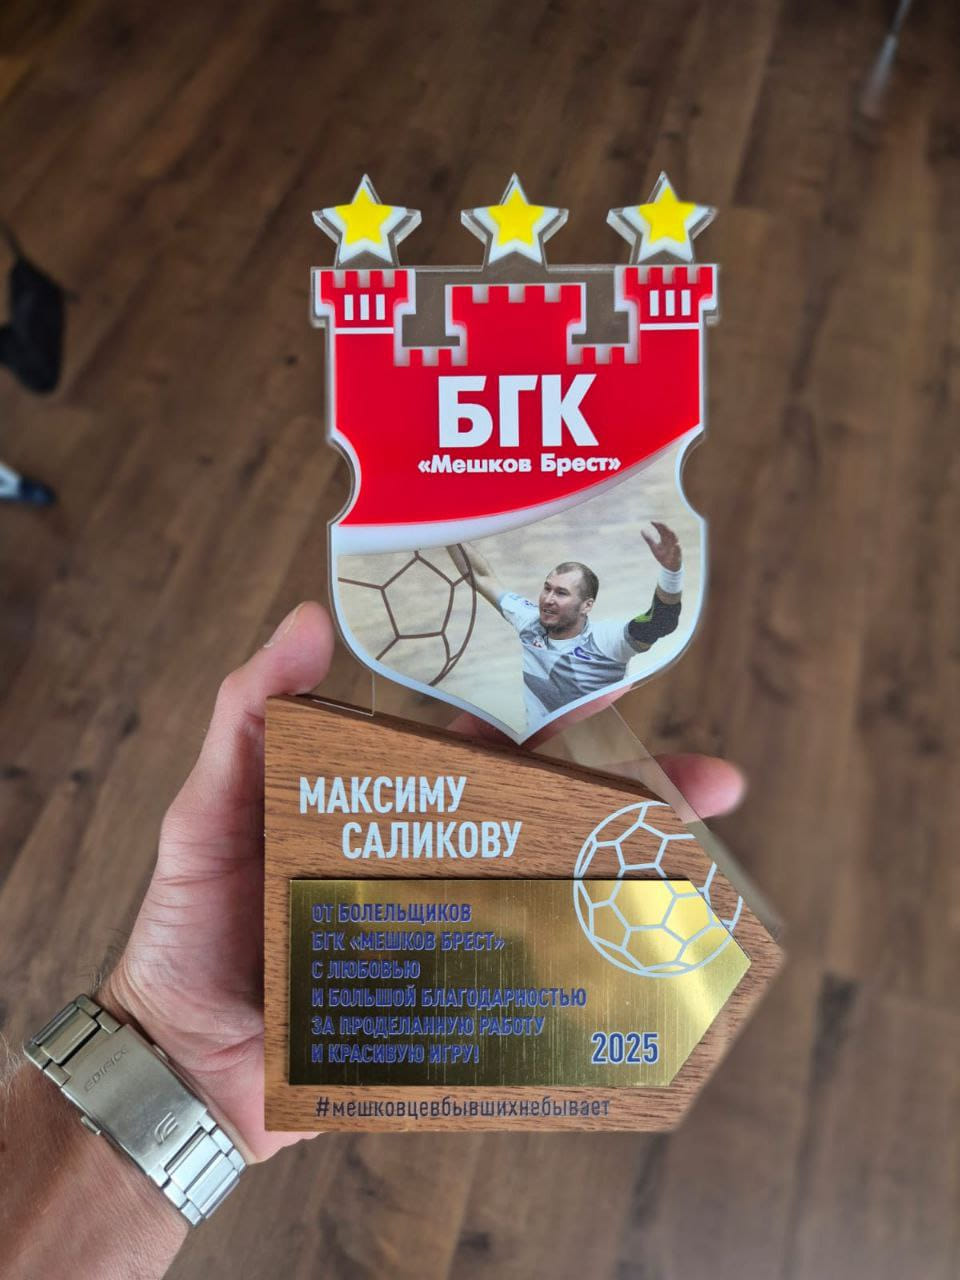 БГК
«Мешков Брест»
МАКСИМУ
САЛИКОВУ
ОТ БОЛЕЛЬЩИКОВ
БГК «МЕШКОВ БРЕСТ»
С ЛЮБОВЬЮ
И БОЛЬШОЙ БЛАГОДАРНОСТЬЮ
ЗА ПРОДЕЛАННУЮ РАБОТУ
И КРАСИВУЮ ИГРУ!
2025
#мешковцевбывшихнебывает
EDIFICE